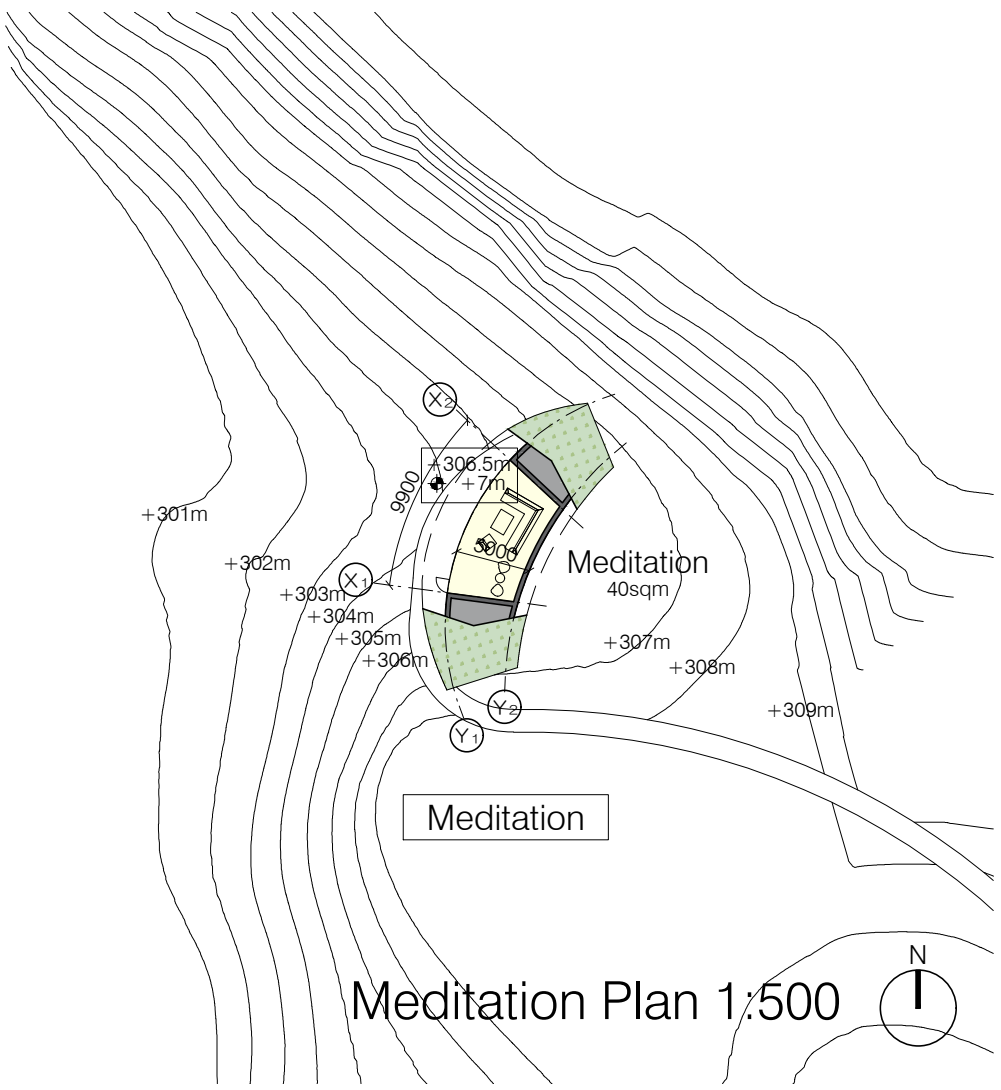 X2
+306.5m
+7m
9900
+301m
5000
+302m
Meditation
X1
40sqm
+303m
+304m
+305m
+307m
+306m
+308m
Y2
+309m
Y1
Meditation
N
Meditation Plan 1:500